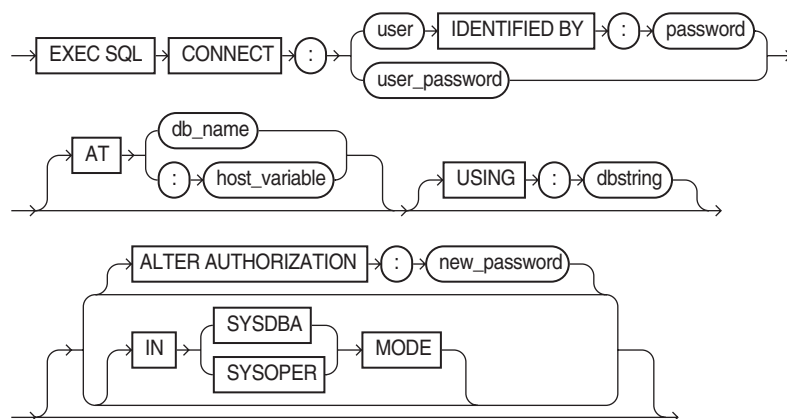 EXEC SQL CONNECT : user IDENTIFIED BY : password
user_password
AT db_name
: host_variable
USING : dbstring
ALTER AUTHORIZATION : new_password
IN SYSDBA MODE
SYSOPER